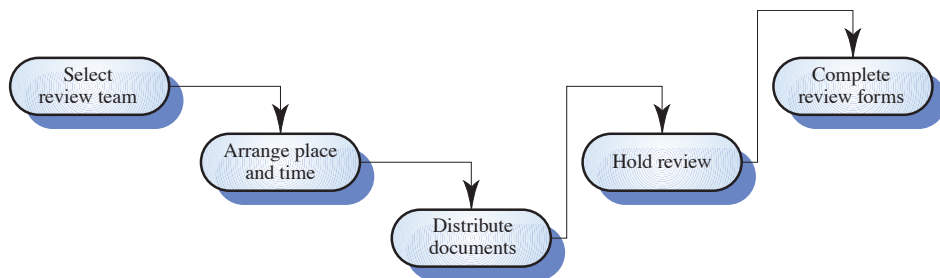 Select
review team
Arrange place
and time
Distribute
documents
Hold review
Complete
review forms